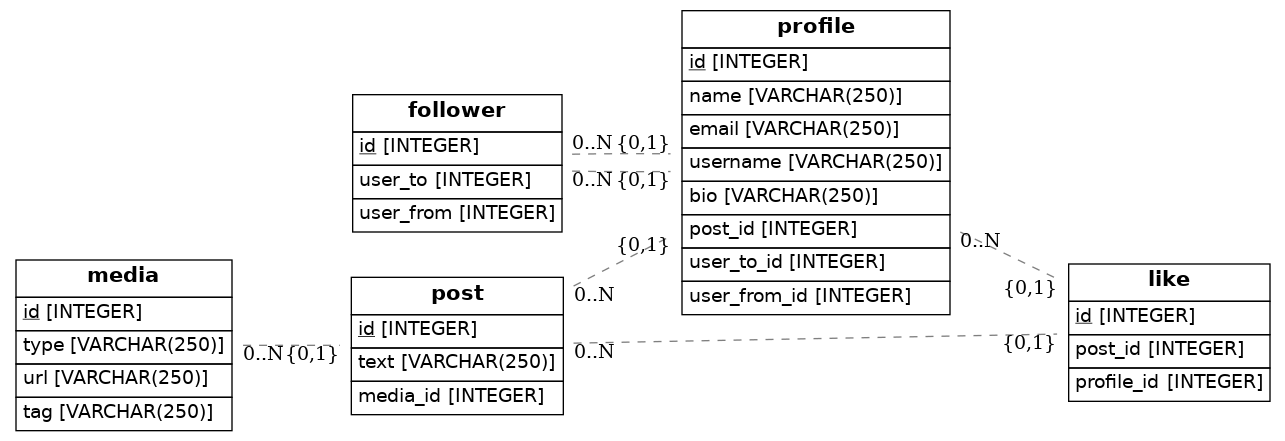 profile
id [INTEGER]
name [VARCHAR(250)]
email [VARCHAR(250)]
username [VARCHAR(250)]
bio [VARCHAR(250)]
post_id [INTEGER]
user_to_id [INTEGER]
user_from_id [INTEGER]
follower
id [INTEGER]
user_to [INTEGER]
user_from [INTEGER]
0..N {0,1}
0..N {0,1}
{0,1}
0..N
0..N
{0,1}
media
id [INTEGER]
type [VARCHAR(250)]
url [VARCHAR(250)]
tag [VARCHAR(250)]
0..N {0,1}
post
id [INTEGER]
text [VARCHAR(250)]
media_id [INTEGER]
0..N
{0,1}
like
id [INTEGER]
post_id [INTEGER]
profile_id [INTEGER]